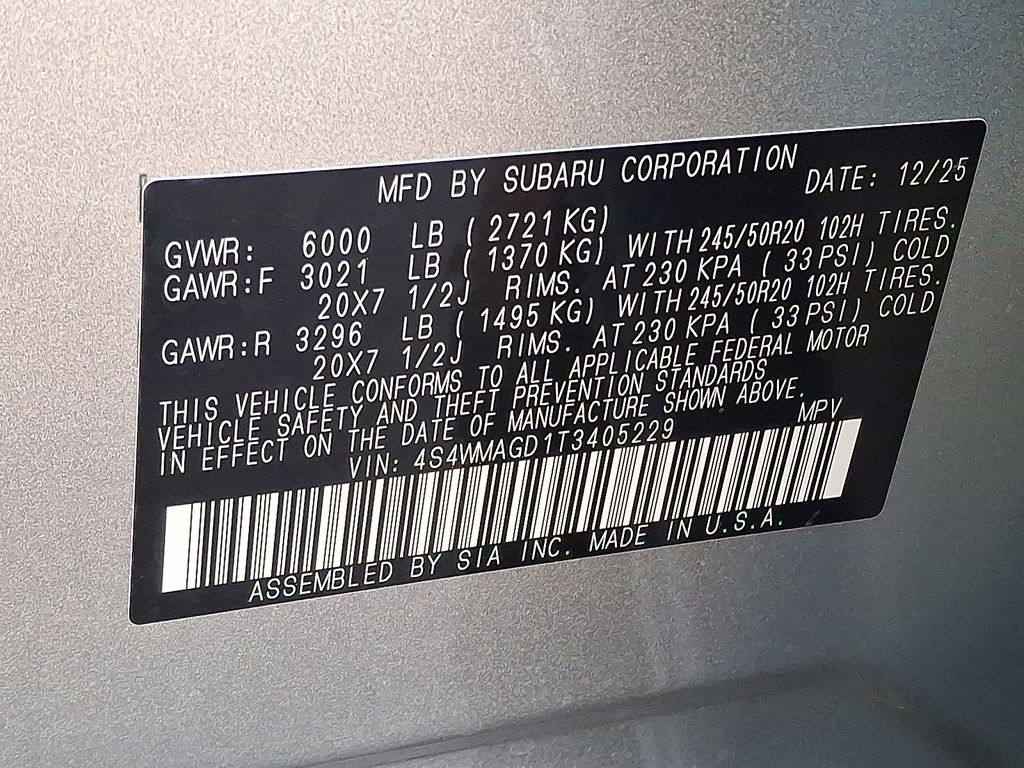 MFD BY SUBARU CORPORATION
DATE: 12/25
GVWR: 6000 LB ( 2721 KG)
GAWR:F 3021 LB ( 1370 KG) WITH 245/50R20 102H TIRES.
20X7 1/2J RIMS. AT 230 KPA ( 33 PSI) COLD
GAWR:R 3296 LB ( 1495 KG) WITH 245/50R20 102H TIRES.
20X7 1/2J RIMS. AT 230 KPA ( 33 PSI) COLD
THIS VEHICLE CONFORMS TO ALL APPLICABLE FEDERAL MOTOR
VEHICLE SAFETY AND THEFT PREVENTION STANDARDS
IN EFFECT ON THE DATE OF MANUFACTURE SHOWN ABOVE.
VIN: 4S4WMAGD1T3405229 MPV
ASSEMBLED BY SIA INC. MADE IN U.S.A.